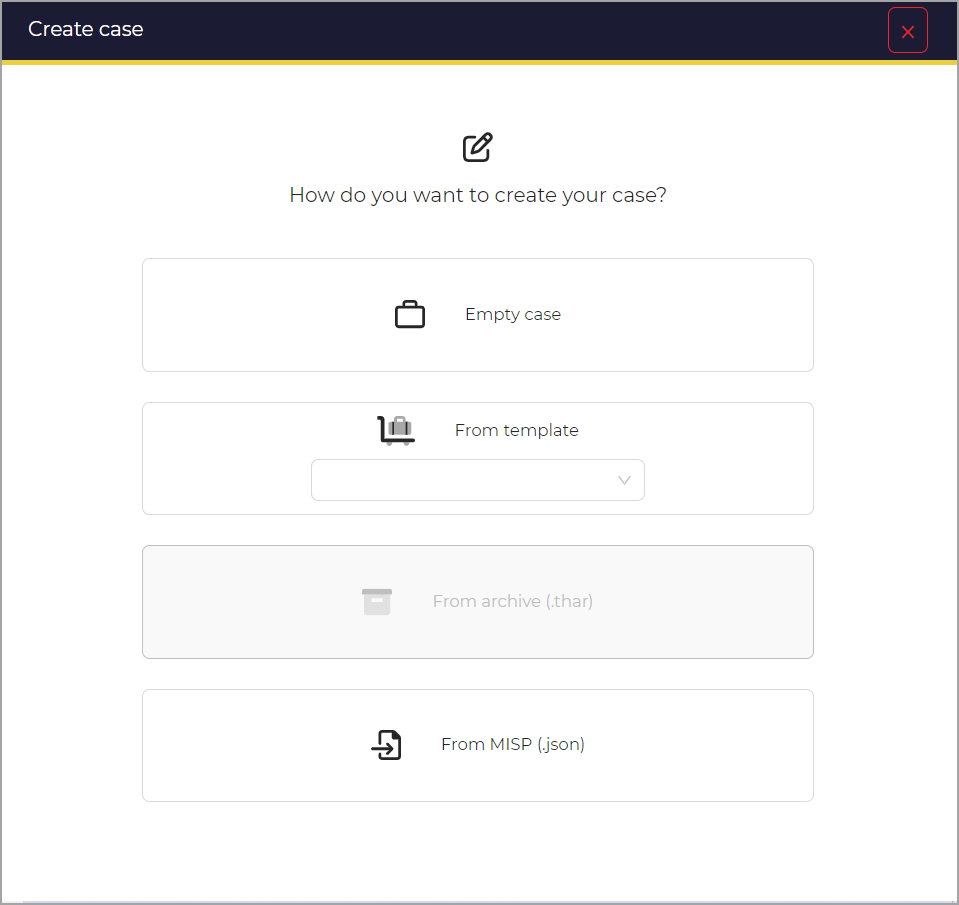 Create case
How do you want to create your case?
Empty case
From template
From archive (.thar)
From MISP (.json)